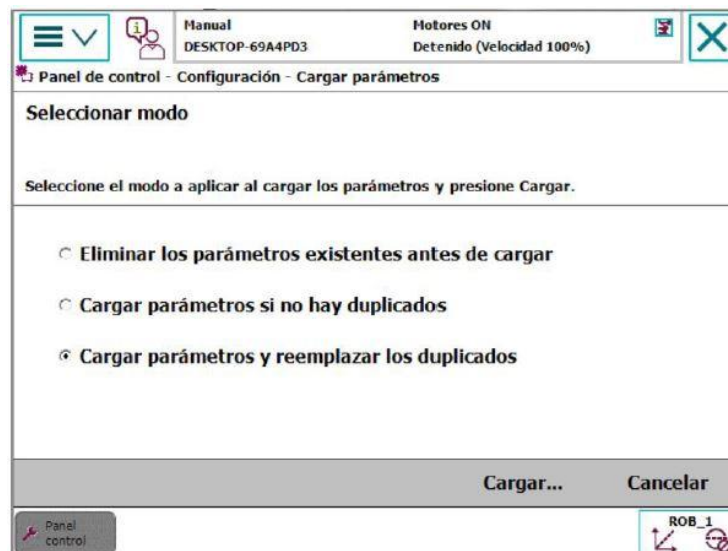 Manual
DESKTOP-69A4PD3
Motores ON
Detenido (Velocidad 100%)
Panel de control - Configuración - Cargar parámetros
Seleccionar modo
Seleccione el modo a aplicar al cargar los parámetros y presione Cargar.
Eliminar los parámetros existentes antes de cargar
Cargar parámetros si no hay duplicados
Cargar parámetros y reemplazar los duplicados
Cargar...
Cancelar
Panel
control
ROB_1